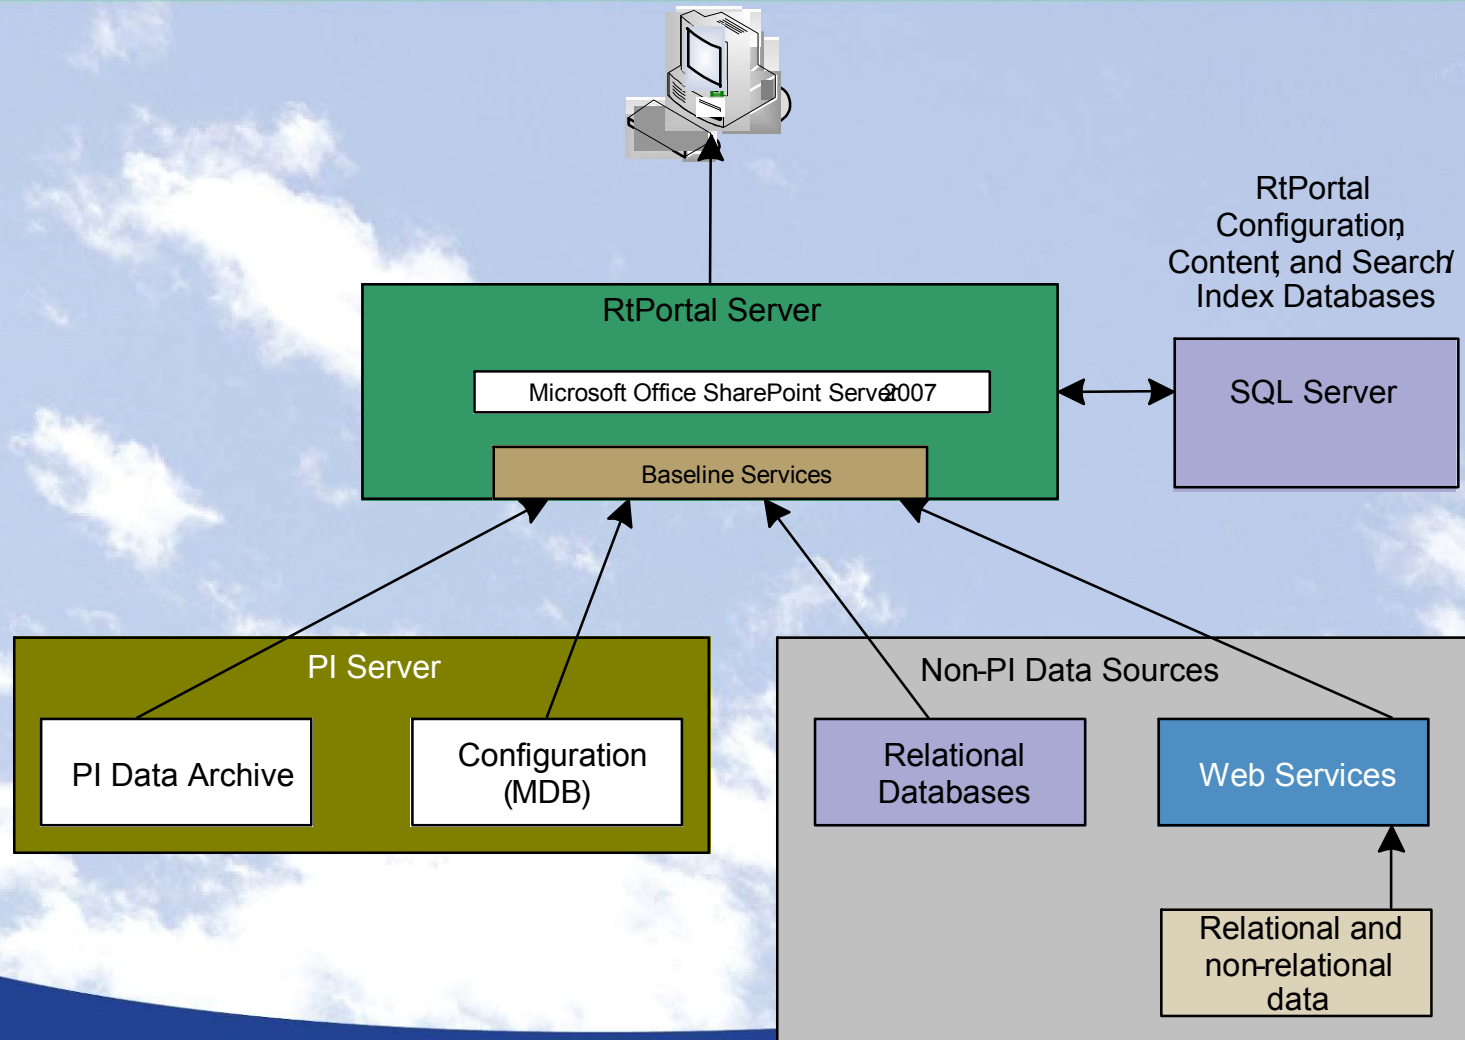 RtPortal
Configuration,
Content, and Search/
Index Databases
RtPortal Server
Microsoft Office SharePoint Server 2007
SQL Server
Baseline Services
PI Server
Non-PI Data Sources
PI Data Archive
Configuration
(MDB)
Relational
Databases
Web Services
Relational and
non-relational
data